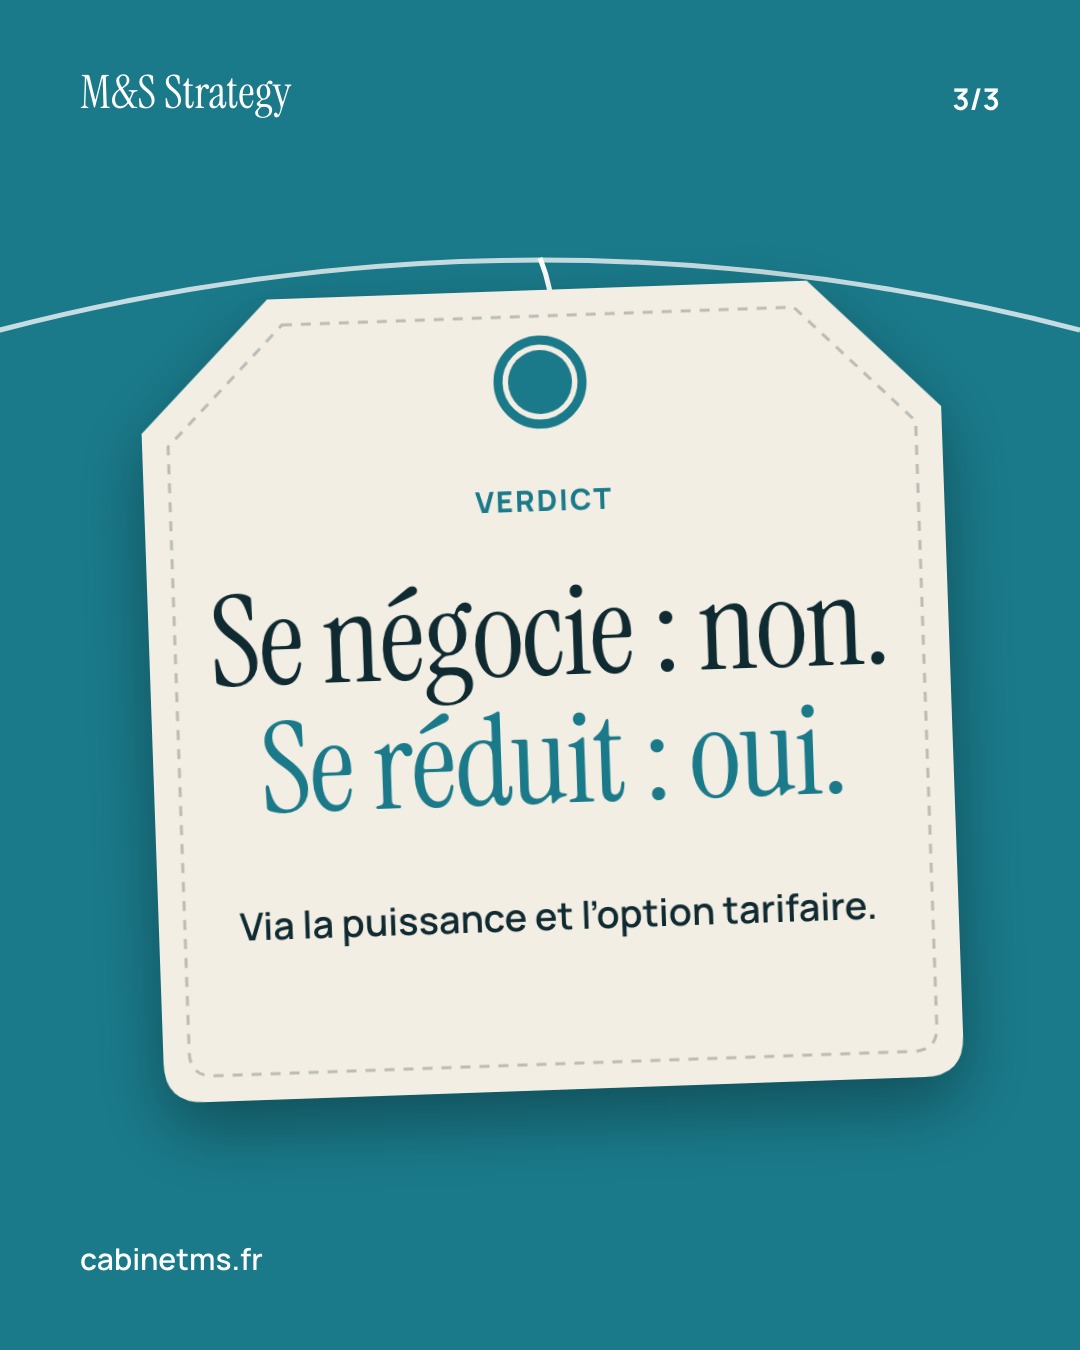 M&S Strategy
3/3
VERDICT
Se négocie : non.
Se réduit : oui.
Via la puissance et l’option tarifaire.
cabinetms.fr